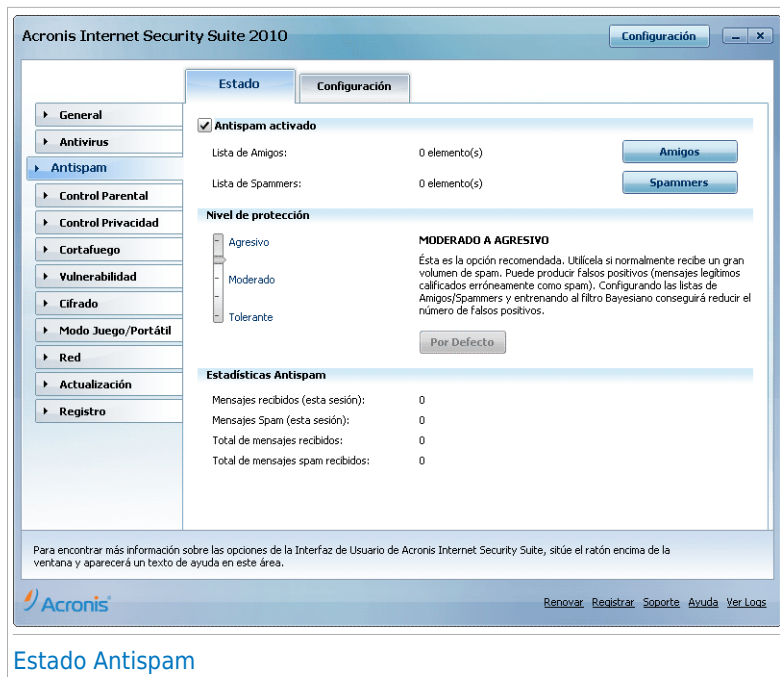 Acronis Internet Security Suite 2010
Configuración
Estado
Configuración
General
Antivirus
Antispam
Control Parental
Control Privacidad
Cortafuego
Vulnerabilidad
Cifrado
Modo Juego/Portátil
Red
Actualización
Registro
Antispam activado
Lista de Amigos: 0 elemento(s) Amigos
Lista de Spammers: 0 elemento(s) Spammers
Nivel de protección
Agresivo
Moderado
Tolerante
MODERADO A AGRESIVO
Ésta es la opción recomendada. Utilícela si normalmente recibe un gran
volumen de spam. Puede producir falsos positivos (mensajes legítimos
calificados erróneamente como spam). Configurando las listas de
Amigos/Spammers y entrenando al filtro Bayesiano conseguirá reducir el
número de falsos positivos.
Por Defecto
Estadísticas Antispam
Mensajes recibidos (esta sesión): 0
Mensajes Spam (esta sesión): 0
Total de mensajes recibidos: 0
Total de mensajes spam recibidos: 0
Para encontrar más información sobre las opciones de la Interfaz de Usuario de Acronis Internet Security Suite, sitúe el ratón encima de la
ventana y aparecerá un texto de ayuda en este área.
Acronis
Renovar Registrar Soporte Ayuda Ver Logs
Estado Antispam